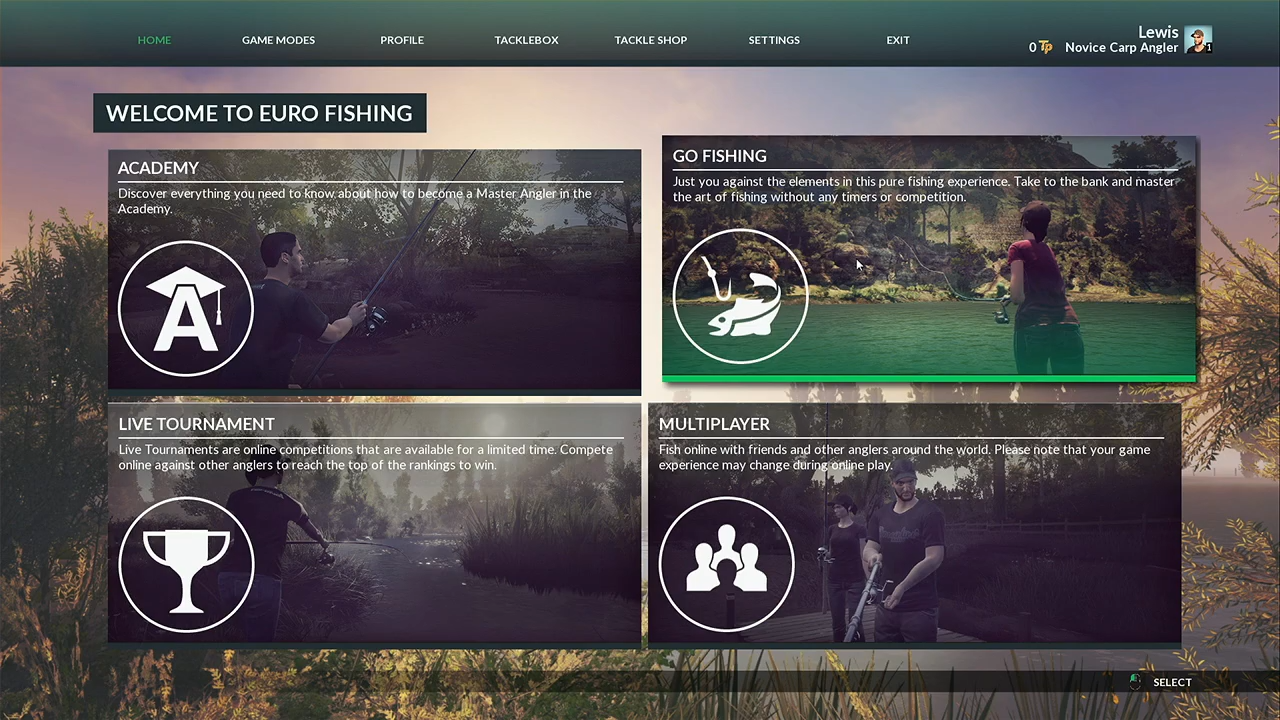 HOME
GAME MODES
PROFILE
TACKLEBOX
TACKLE SHOP
SETTINGS
EXIT
Lewis
0 Tp
Novice Carp Angler
1
WELCOME TO EURO FISHING
ACADEMY
Discover everything you need to know about how to become a Master Angler in the
Academy.
A
GO FISHING
Just you against the elements in this pure fishing experience. Take to the bank and master
the art of fishing without any timers or competition.
LIVE TOURNAMENT
Live Tournaments are online competitions that are available for a limited time. Compete
online against other anglers to reach the top of the rankings to win.
MULTIPLAYER
Fish online with friends and other anglers around the world. Please note that your game
experience may change during online play.
SELECT